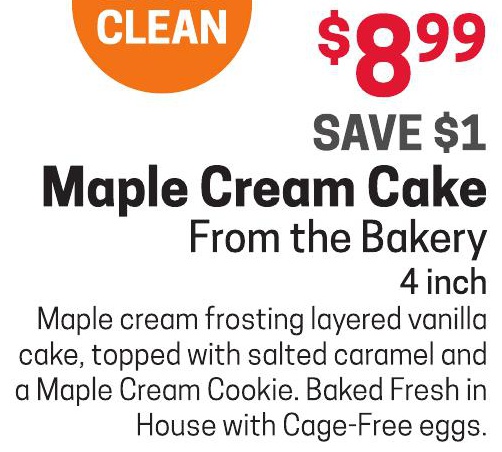 CLEAN
$8.99
SAVE $1
Maple Cream Cake
From the Bakery
4 inch
Maple cream frosting layered vanilla
cake, topped with salted caramel and
a Maple Cream Cookie. Baked Fresh in
House with Cage-Free eggs.